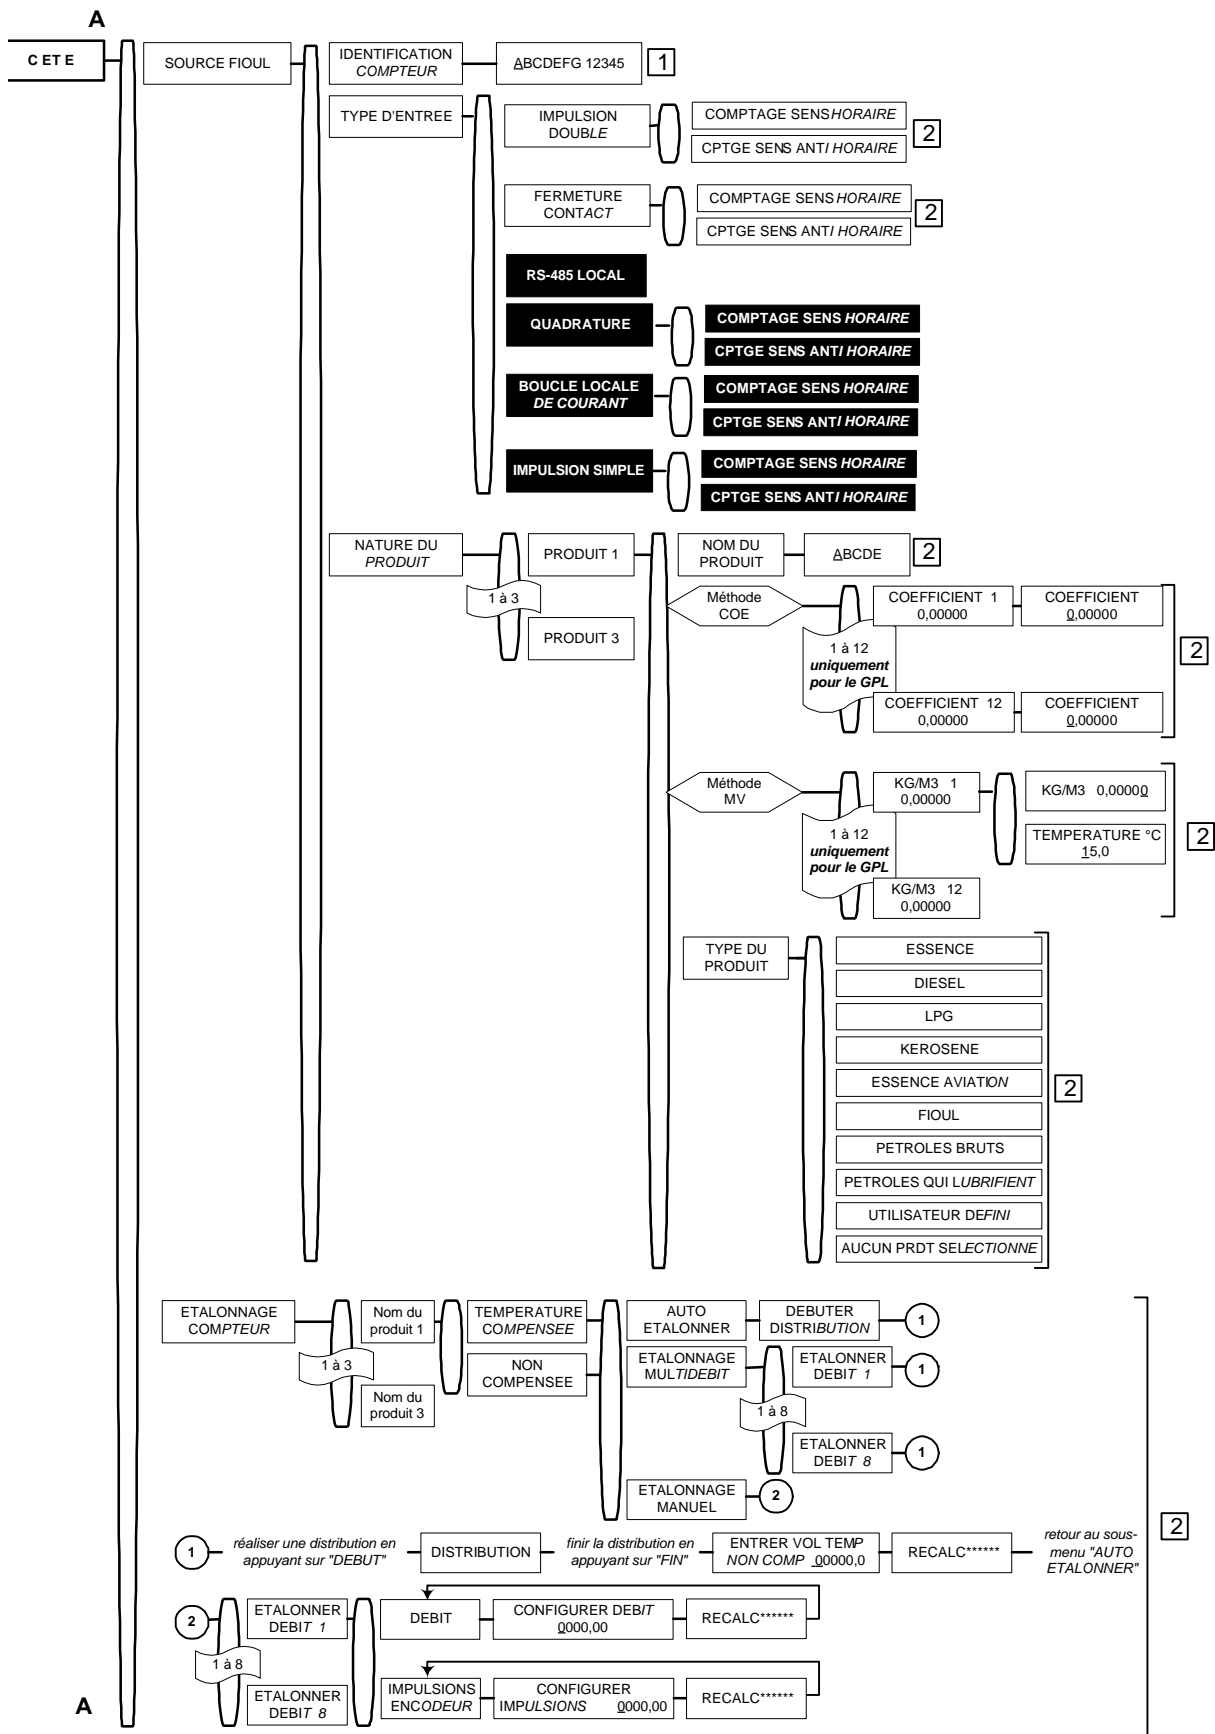 A
C ET E
SOURCE FIOUL
IDENTIFICATION
COMPTEUR
ABCDEFG 12345
1
TYPE D'ENTREE
IMPULSION
DOUBLE
COMPTAGE SENS HORAIRE
CPTGE SENS ANTI HORAIRE
2
FERMETURE
CONTACT
COMPTAGE SENS HORAIRE
CPTGE SENS ANTI HORAIRE
2
RS-485 LOCAL
QUADRATURE
COMPTAGE SENS HORAIRE
CPTGE SENS ANTI HORAIRE
BOUCLE LOCALE
DE COURANT
COMPTAGE SENS HORAIRE
CPTGE SENS ANTI HORAIRE
IMPULSION SIMPLE
COMPTAGE SENS HORAIRE
CPTGE SENS ANTI HORAIRE
NATURE DU
PRODUIT
1 à 3
PRODUIT 1
PRODUIT 3
NOM DU
PRODUIT
ABCDE
2
Méthode
COE
1 à 12
uniquement
pour le GPL
COEFFICIENT 1
0,00000
COEFFICIENT
0,00000
COEFFICIENT 12
0,00000
COEFFICIENT
0,00000
2
Méthode
MV
1 à 12
uniquement
pour le GPL
KG/M3 1
0,00000
KG/M3 0,00000
TEMPERATURE °C
15,0
KG/M3 12
0,00000
2
TYPE DU
PRODUIT
ESSENCE
DIESEL
LPG
KEROSENE
ESSENCE AVIATION
FIOUL
PETROLES BRUTS
PETROLES QUI LUBRIFIENT
UTILISATEUR DEFINI
AUCUN PRDT SELECTIONNE
2
ETALONNAGE
COMPTEUR
1 à 3
Nom du
produit 1
Nom du
produit 3
TEMPERATURE
COMPENSEE
NON
COMPENSEE
AUTO
ETALONNER
DEBUTER
DISTRIBUTION
1
ETALONNAGE
MULTIDEBIT
1 à 8
ETALONNER
DEBIT 1
1
ETALONNER
DEBIT 8
1
ETALONNAGE
MANUEL
2
2
1
réaliser une distribution en
appuyant sur "DEBUT"
DISTRIBUTION
finir la distribution en
appuyant sur "FIN"
ENTRER VOL TEMP
NON COMP 00000,0
RECALC******
retour au sous-
menu "AUTO
ETALONNER"
2
1 à 8
ETALONNER
DEBIT 1
ETALONNER
DEBIT 8
DEBIT
CONFIGURER DEBIT
0000,00
RECALC******
IMPULSIONS
ENCODEUR
CONFIGURER
IMPULSIONS 0000,00
RECALC******
A